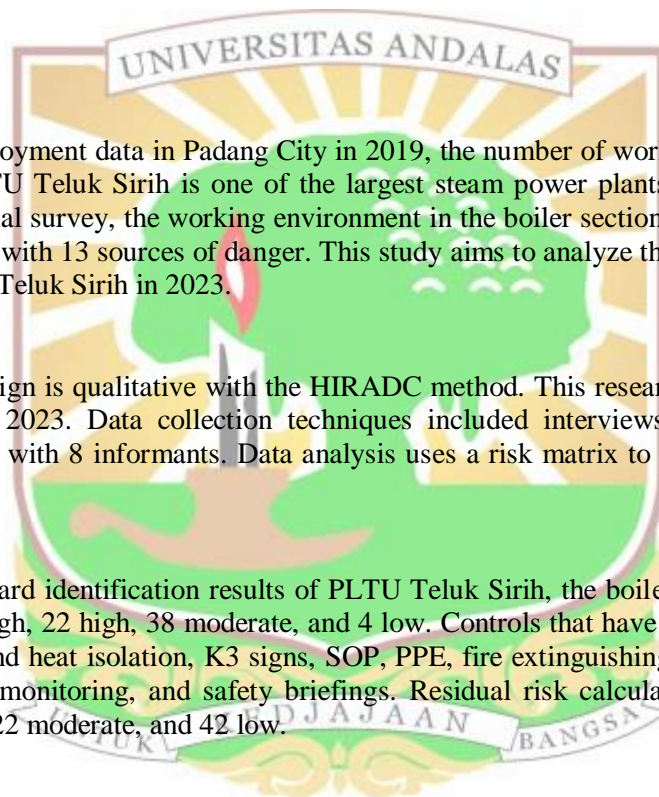 UNIVERSITAS ANDALAS
oyment data in Padang City in 2019, the number of wor
TU Teluk Sirih is one of the largest steam power plants
al survey, the working environment in the boiler section
with 13 sources of danger. This study aims to analyze th
Teluk Sirih in 2023.
ign is qualitative with the HIRADC method. This resear
2023. Data collection techniques included interviews
with 8 informants. Data analysis uses a risk matrix to
ard identification results of PLTU Teluk Sirih, the boile
gh, 22 high, 38 moderate, and 4 low. Controls that have
nd heat isolation, K3 signs, SOP, PPE, fire extinguishing
monitoring, and safety briefings. Residual risk calcula
22 moderate, and 42 low.
UNTUK KEDJAJAAN BANGSA